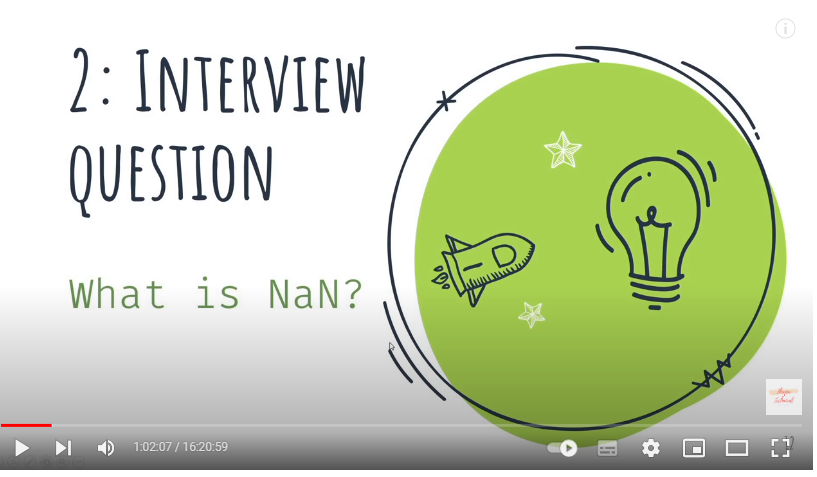 2: Interview
question
What is NaN?
1:02:07 / 16:20:59